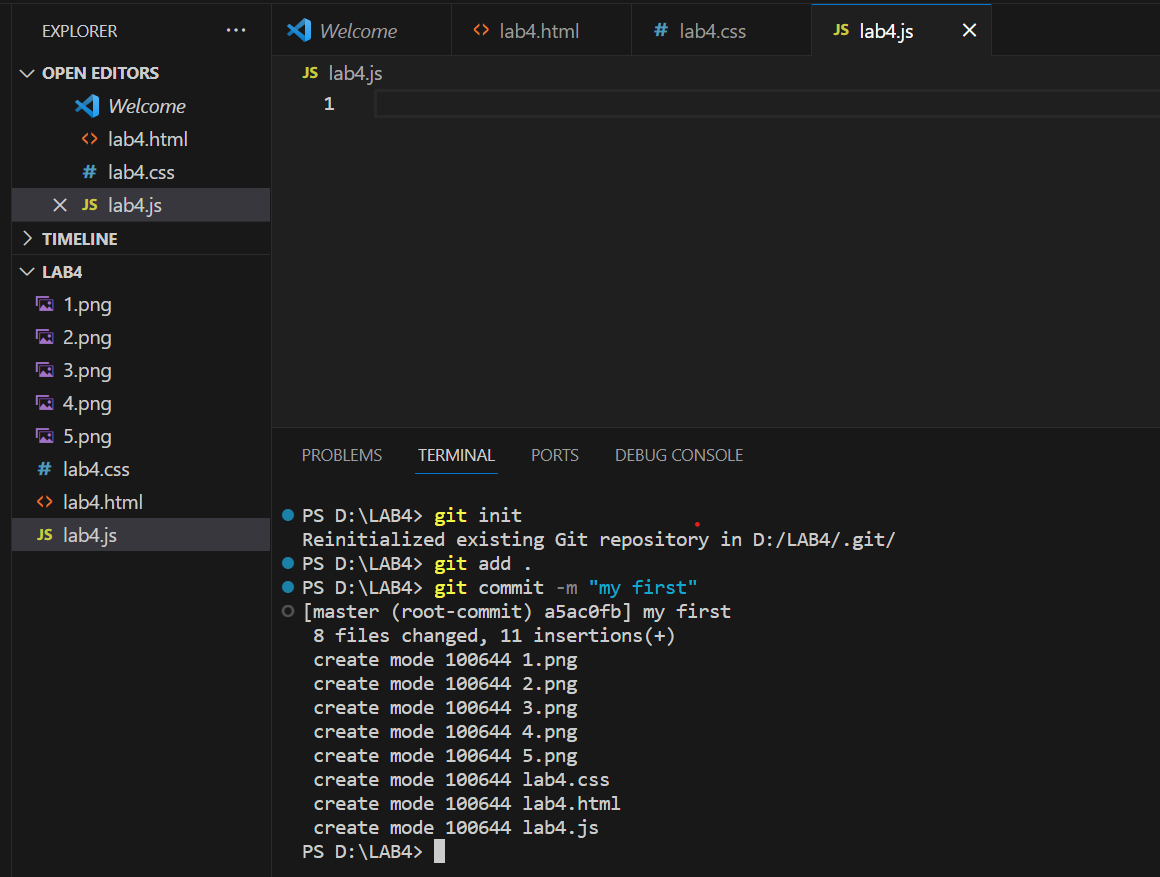 EXPLORER ...
OPEN EDITORS
Welcome
<> lab4.html
# lab4.css
JS lab4.js
TIMELINE
LAB4
1.png
2.png
3.png
4.png
5.png
# lab4.css
<> lab4.html
JS lab4.js
Welcome <> lab4.html # lab4.css JS lab4.js
JS lab4.js
1
PROBLEMS TERMINAL PORTS DEBUG CONSOLE
PS D:\LAB4> git init
Reinitialized existing Git repository in D:/LAB4/.git/
PS D:\LAB4> git add .
PS D:\LAB4> git commit -m "my first"
[master (root-commit) a5ac0fb] my first
8 files changed, 11 insertions(+)
create mode 100644 1.png
create mode 100644 2.png
create mode 100644 3.png
create mode 100644 4.png
create mode 100644 5.png
create mode 100644 lab4.css
create mode 100644 lab4.html
create mode 100644 lab4.js
PS D:\LAB4>